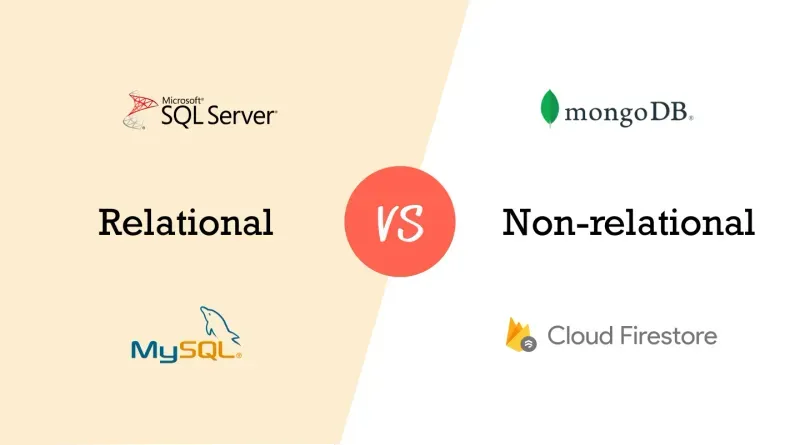 Microsoft®
SQL Server®
mongoDB®
Relational
VS
Non-relational
MySQL®
Cloud Firestore